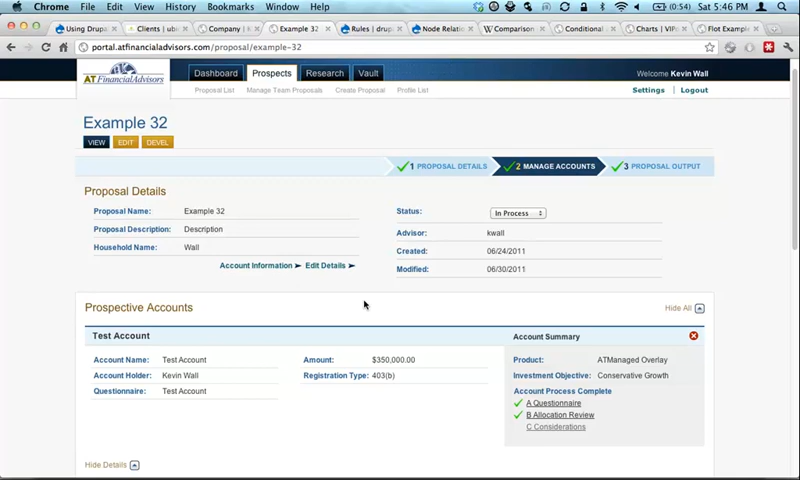 Chrome File Edit View History Bookmarks Window Help (0:54) Sat 5:46 PM
Using Drupa Clients | ubic Company | k Example 32 Rules | drup Node Relatio Comparison Conditional Charts | VIP: Flot Example
portal.atfinancialadvisors.com/proposal/example-32
AT FINANCIALADVISORS
Dashboard Prospects Research Vault
Welcome Kevin Wall
Proposal List Manage Team Proposals Create Proposal Profile List
Settings Logout
Example 32
VIEW EDIT DEVEL
1 PROPOSAL DETAILS 2 MANAGE ACCOUNTS 3 PROPOSAL OUTPUT
Proposal Details
Proposal Name: Example 32
Proposal Description: Description
Household Name: Wall
Account Information Edit Details
Status: In Process
Advisor: kwall
Created: 06/24/2011
Modified: 06/30/2011
Prospective Accounts
Hide All
Test Account
Account Name: Test Account
Account Holder: Kevin Wall
Questionnaire: Test Account
Amount: $350,000.00
Registration Type: 403(b)
Account Summary
Product: ATManaged Overlay
Investment Objective: Conservative Growth
Account Process Complete
A Questionnaire
B Allocation Review
C Considerations
Hide Details